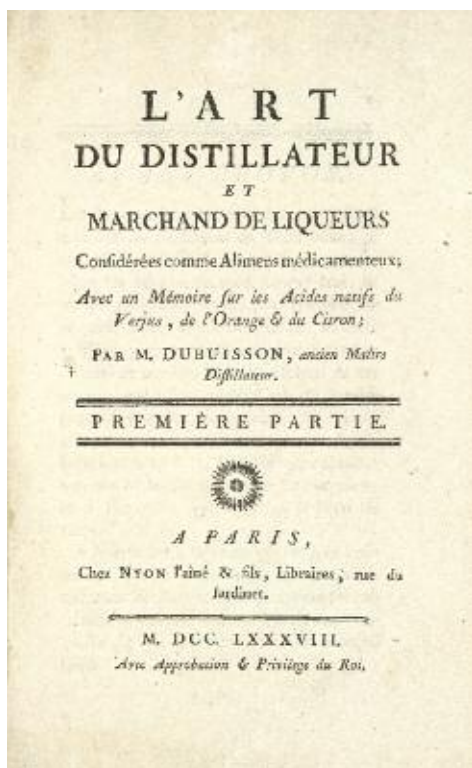 L'ART
DU DISTILLATEUR
ET
MARCHAND DE LIQUEURS
Conſidérées comme Alimens médicamenteux;
Avec un Mémoire ſur les Acides natifs du
Verjus, de l'Orange & du Citron;
PAR M. DUBUISSON, ancien Maître
Diſtillateur.
PREMIÈRE PARTIE.
A PARIS,
Chez NYON l'aîné & fils, Libraires, rue du
Jardinet.
M. DCC. LXXXVIII.
Avec Approbation & Privilége du Roi.